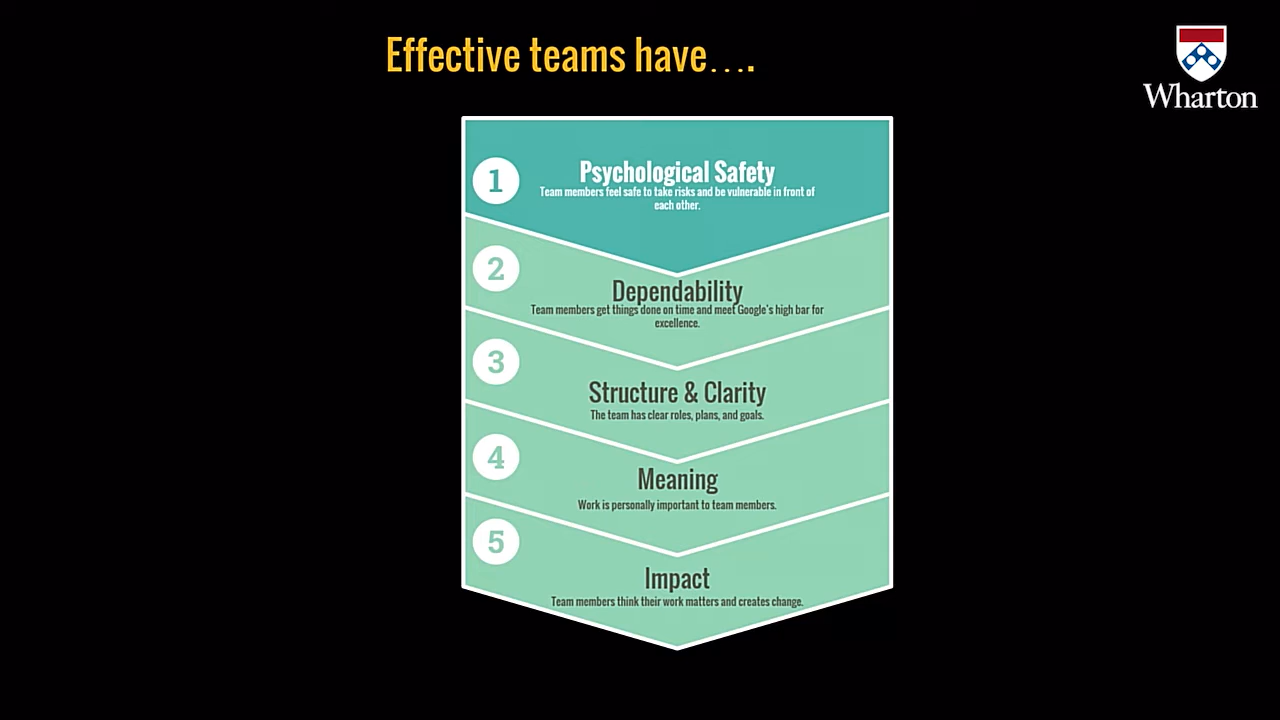 Effective teams have….
Wharton
1
Psychological Safety
Team members feel safe to take risks and be vulnerable in front of
each other.
2
Dependability
Team members get things done on time and meet Google's high bar for
excellence.
3
Structure & Clarity
The team has clear roles, plans, and goals.
4
Meaning
Work is personally important to team members.
5
Impact
Team members think their work matters and creates change.